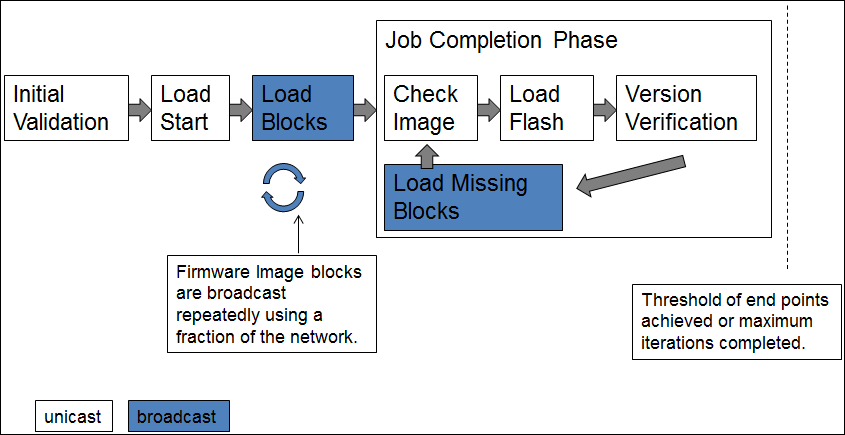 Job Completion Phase
Initial
Validation
Load
Start
Load
Blocks
Check
Image
Load
Flash
Version
Verification
Load Missing
Blocks
Firmware Image blocks
are broadcast
repeatedly using a
fraction of the network.
Threshold of end points
achieved or maximum
iterations completed.
unicast
broadcast